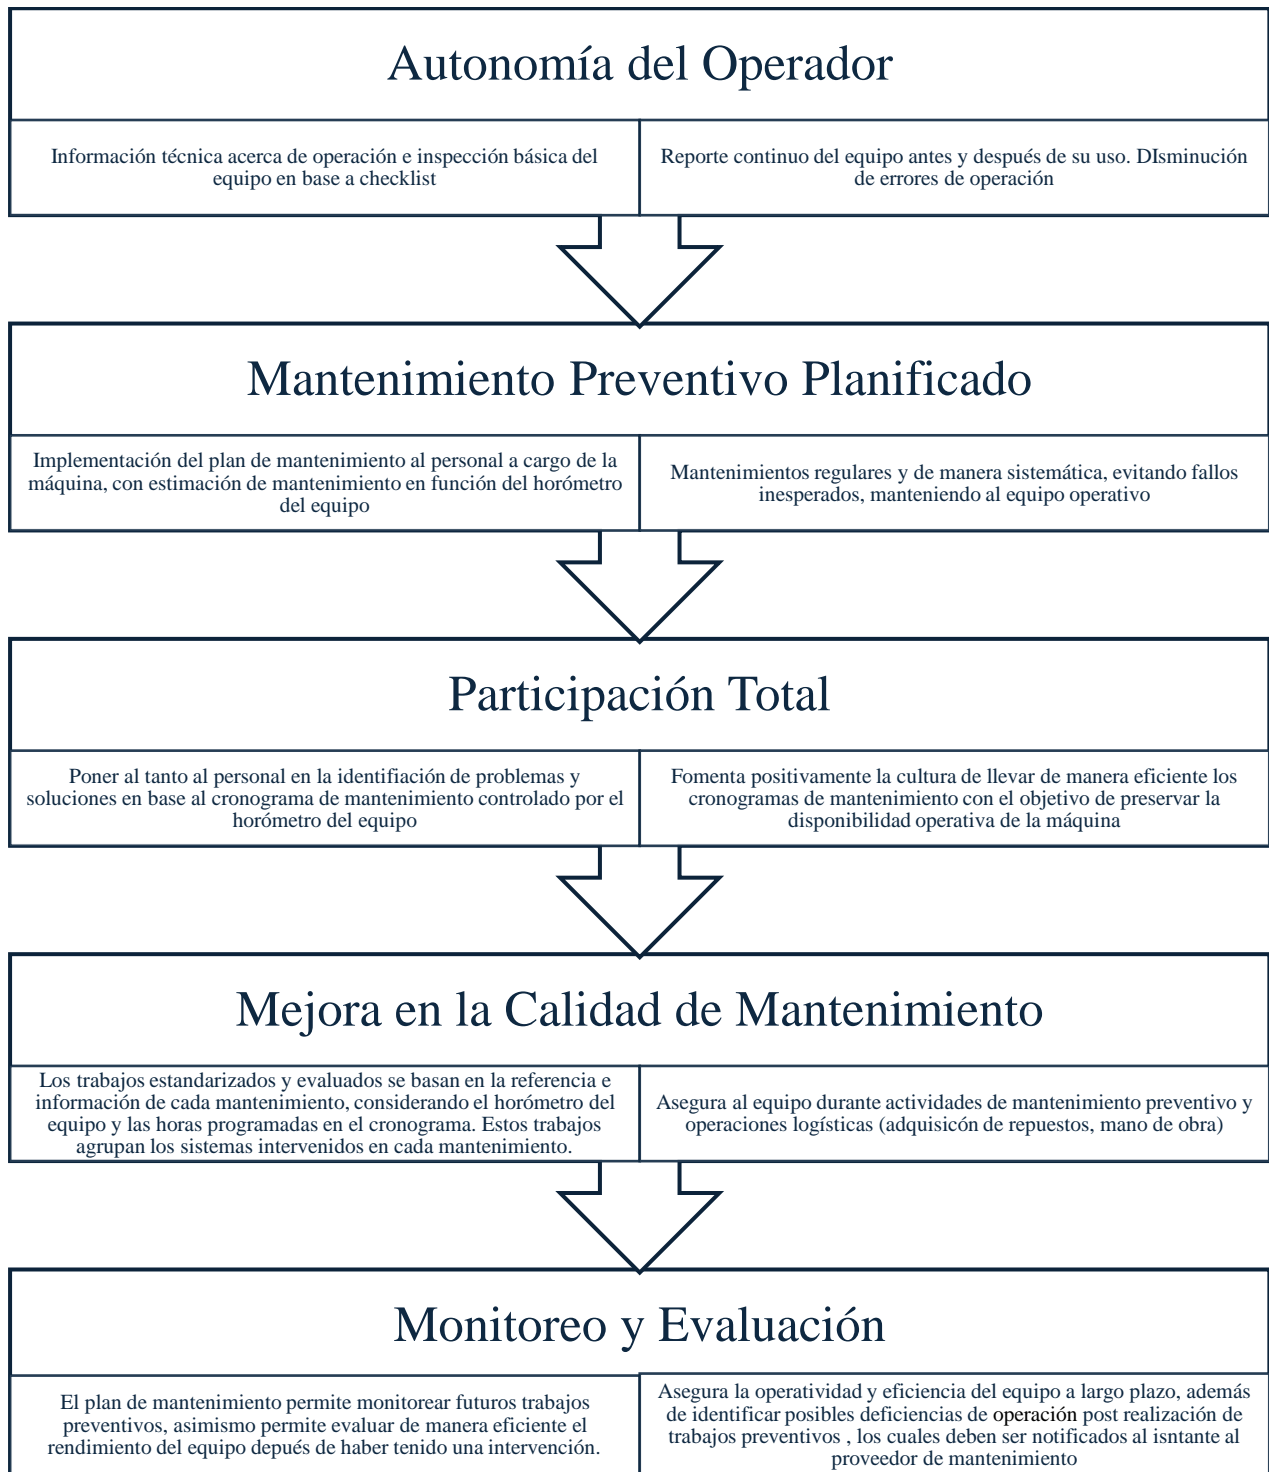 Autonomía del Operador
Información técnica acerca de operación e inspección básica del
equipo en base a checklist
Reporte continuo del equipo antes y después de su uso. DIsminución
de errores de operación
Mantenimiento Preventivo Planificado
Implementación del plan de mantenimiento al personal a cargo de la
máquina, con estimación de mantenimiento en función del horómetro
del equipo
Mantenimientos regulares y de manera sistemática, evitando fallos
inesperados, manteniendo al equipo operativo
Participación Total
Poner al tanto al personal en la identifiación de problemas y
soluciones en base al cronograma de mantenimiento controlado por el
horómetro del equipo
Fomenta positivamente la cultura de llevar de manera eficiente los
cronogramas de mantenimiento con el objetivo de preservar la
disponibilidad operativa de la máquina
Mejora en la Calidad de Mantenimiento
Los trabajos estandarizados y evaluados se basan en la referencia e
información de cada mantenimiento, considerando el horómetro del
equipo y las horas programadas en el cronograma. Estos trabajos
agrupan los sistemas intervenidos en cada mantenimiento.
Asegura al equipo durante actividades de mantenimiento preventivo y
operaciones logísticas (adquisicón de repuestos, mano de obra)
Monitoreo y Evaluación
El plan de mantenimiento permite monitorear futuros trabajos
preventivos, asimismo permite evaluar de manera eficiente el
rendimiento del equipo depués de haber tenido una intervención.
Asegura la operatividad y eficiencia del equipo a largo plazo, además
de identificar posibles deficiencias de operación post realización de
trabajos preventivos , los cuales deben ser notificados al isntante al
proveedor de mantenimiento